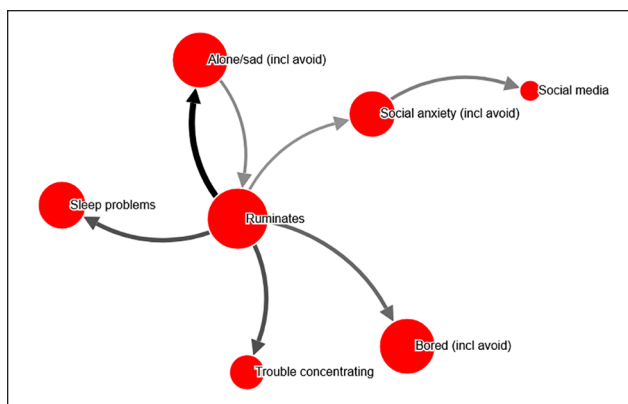 Alone/sad (incl avoid)
Social media
Social anxiety (incl avoid)
Sleep problems
Ruminates
Bored (incl avoid)
Trouble concentrating